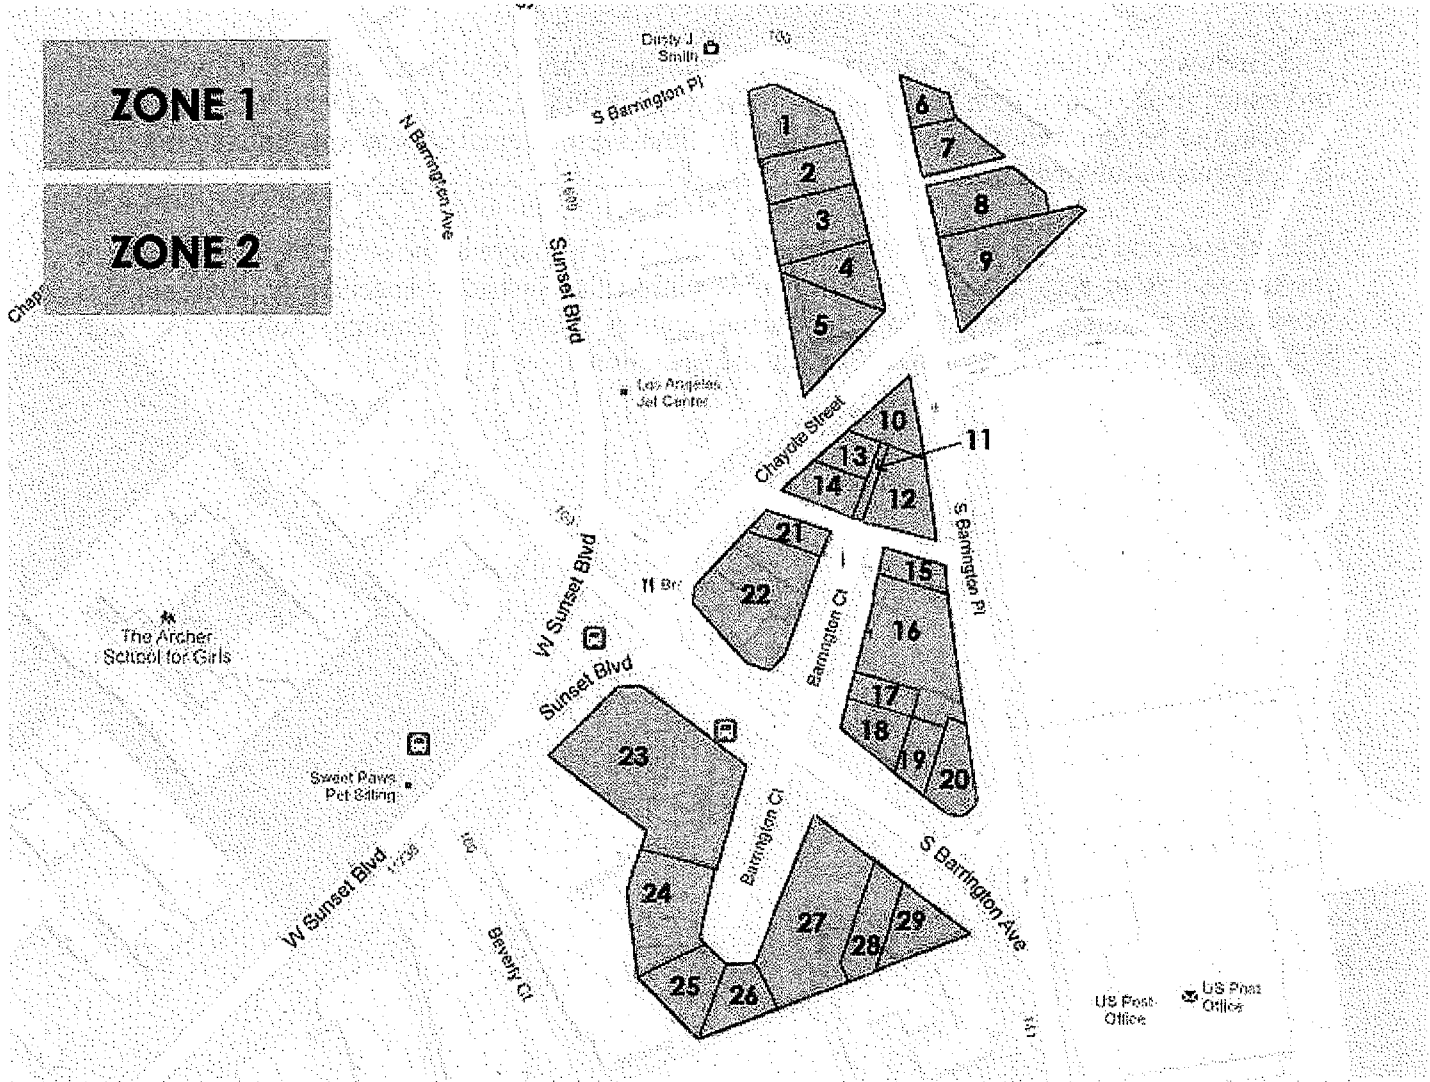 ZONE 1
ZONE 2
Smith
100
S Barrington Pl
N Barrington Ave
Sunset Blvd
Los Angeles
Jet Center
1
2
3
4
5
6
7
8
9
Chayote Street
10
11
12
13
14
S Barrington Pl
15
16
17
18
19
20
21
22
Barrington Ct
W Sunset Blvd
Sunset Blvd
The Archer
School for Girls
Sweet Paws
Pet Sitting
W Sunset Blvd
100
Beverly Ct
23
24
25
26
27
28
29
Barrington Ct
S Barrington Ave
US Post
Office
US Post
Office